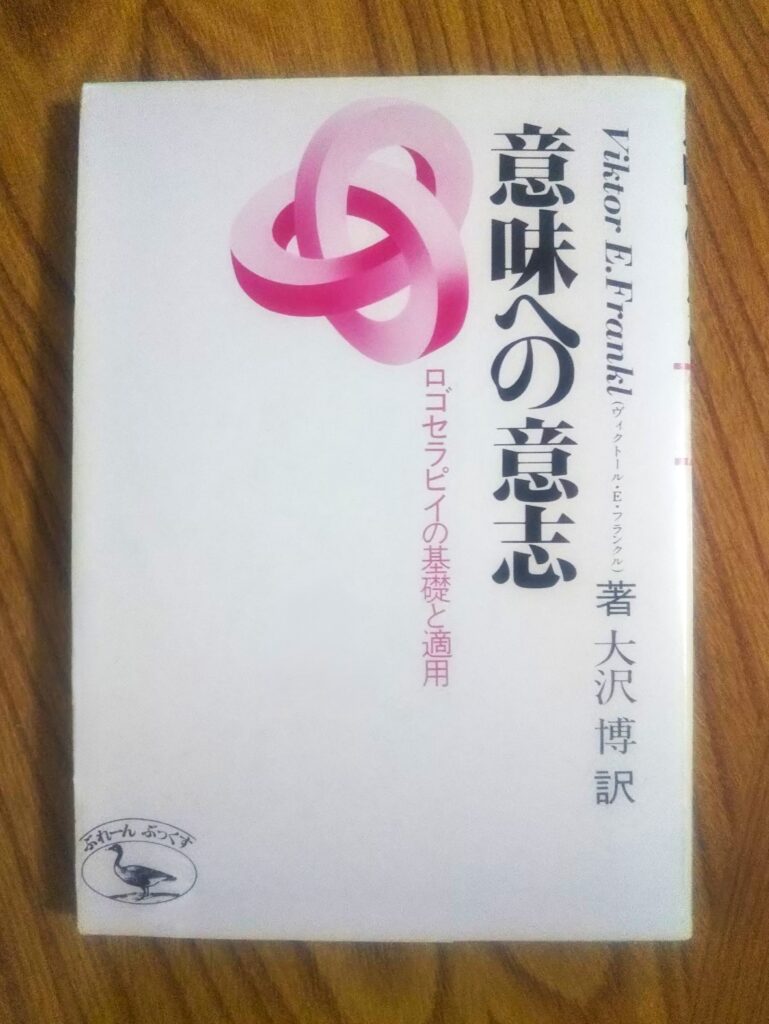 Viktor E.Frankl(ヴィクトール・E・フランクル)著 大沢 博 訳
意味への意志
ロゴセラピィの基礎と適用
ぶれーん ぶっくす